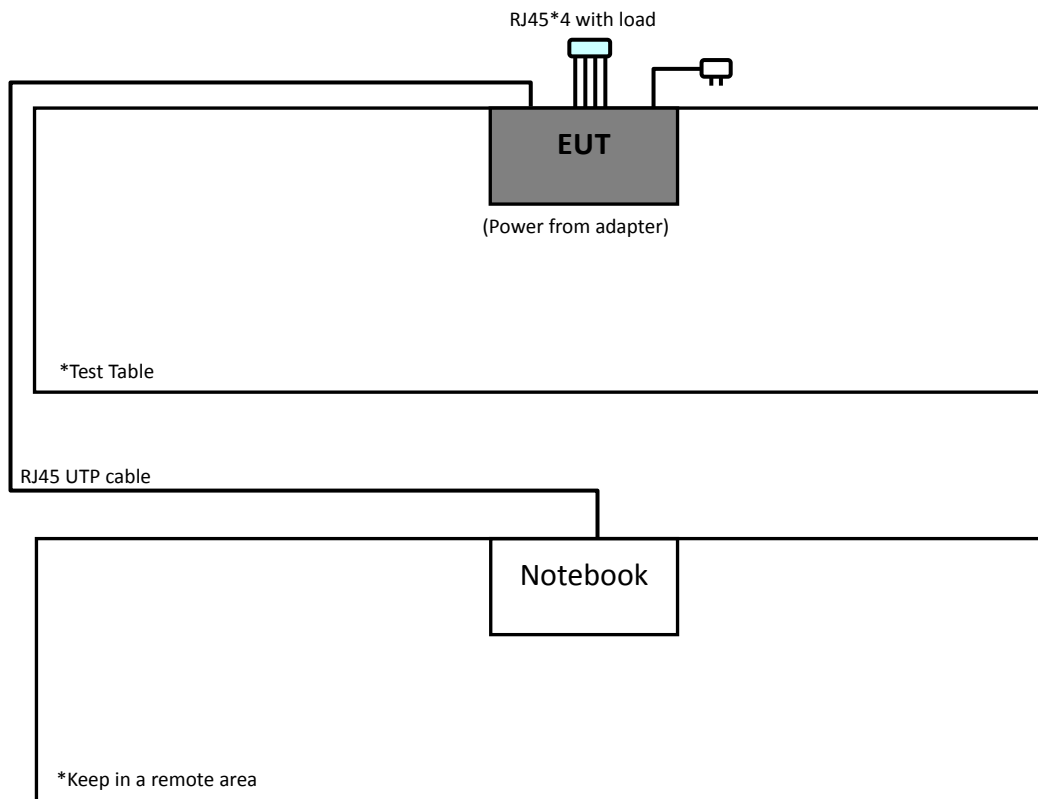 RJ45*4 with load
EUT
(Power from adapter)
*Test Table
RJ45 UTP cable
Notebook
*Keep in a remote area